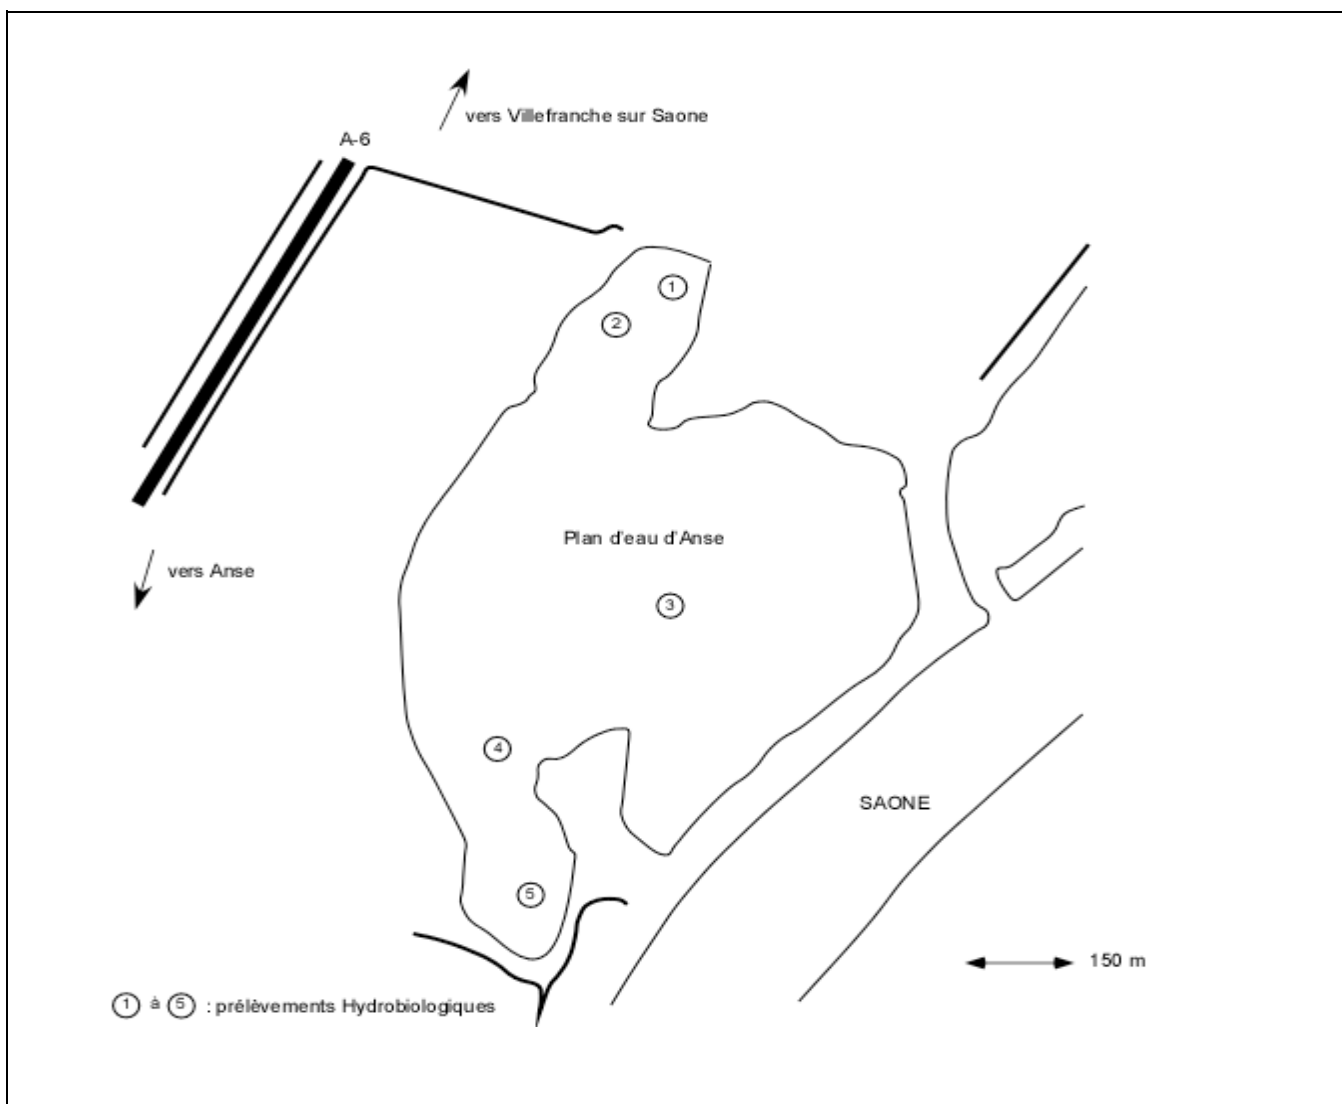 vers Villefranche sur Saone
A-6
1
2
Plan d'eau d'Anse
vers Anse
3
4
SAONE
5
150 m
1 à 5 : prélèvements Hydrobiologiques